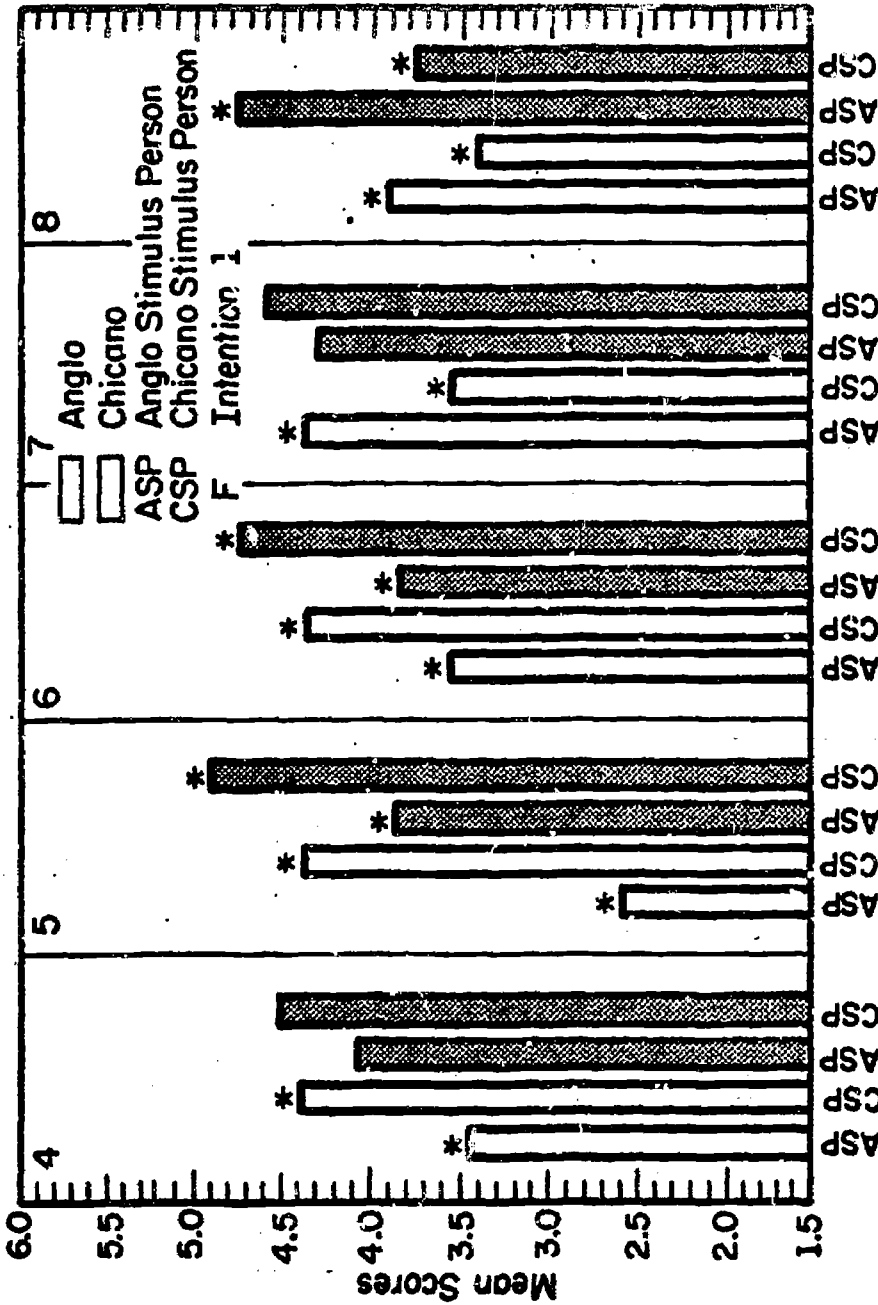 4 5 6 7 8
Anglo
Chicano
ASP Anglo Stimulus Person
CSP Chicano Stimulus Person
F Intention 1
6.0
5.5
5.0
4.5
4.0
3.5
3.0
2.5
2.0
1.5
Mean Scores
* * * * * * * * * * * * * * * *
ASP CSP ASP CSP ASP CSP ASP CSP ASP CSP ASP CSP ASP CSP ASP CSP ASP CSP ASP CSP